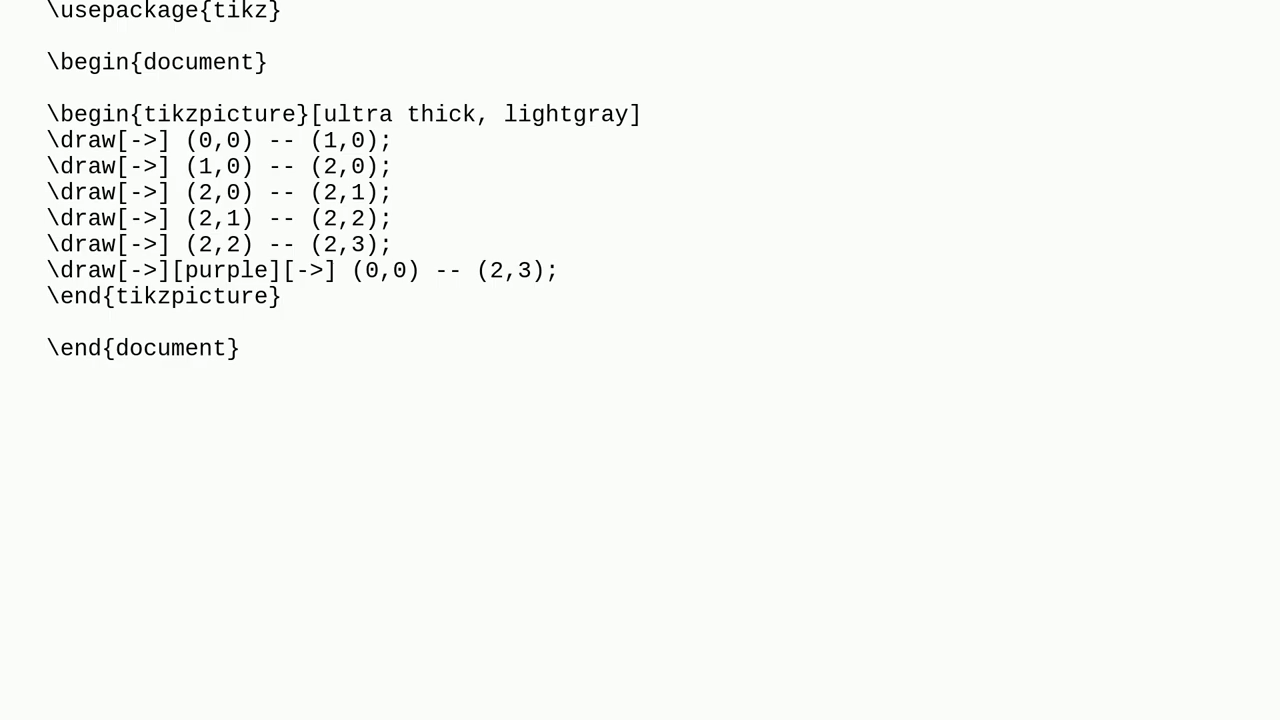 \usepackage{tikz}
\begin{document}
\begin{tikzpicture}[ultra thick, lightgray]
\draw[->] (0,0) -- (1,0);
\draw[->] (1,0) -- (2,0);
\draw[->] (2,0) -- (2,1);
\draw[->] (2,1) -- (2,2);
\draw[->] (2,2) -- (2,3);
\draw[->][purple][->] (0,0) -- (2,3);
\end{tikzpicture}
\end{document}